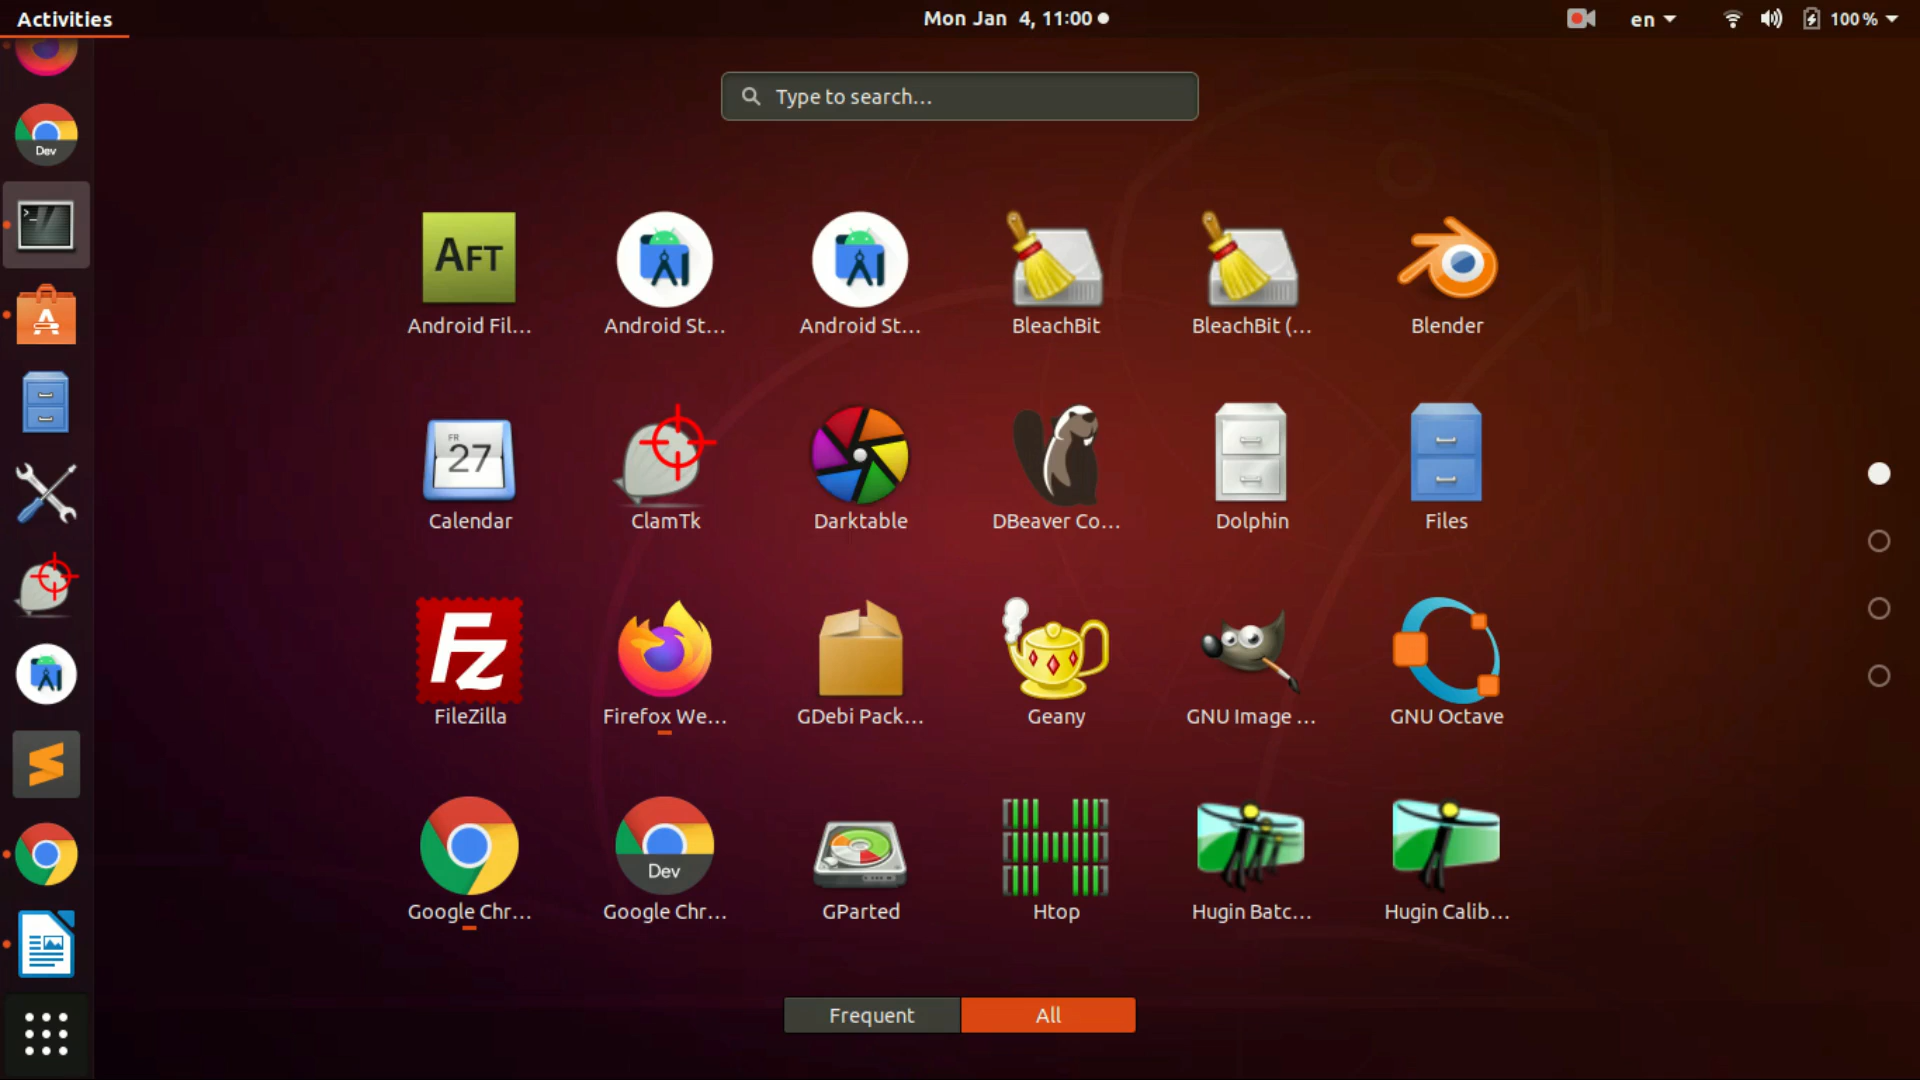 Activities
Mon Jan 4, 11:00
en
100 %
Type to search...
Dev
AFT
Android Fil...
Android St...
Android St...
BleachBit
BleachBit (...
Blender
FR
27
Calendar
ClamTk
Darktable
DBeaver Co...
Dolphin
Files
FZ
FileZilla
Firefox We...
GDebi Pack...
Geany
GNU Image ...
GNU Octave
Google Chr...
Dev
Google Chr...
GParted
Htop
Hugin Batc...
Hugin Calib...
Frequent
All